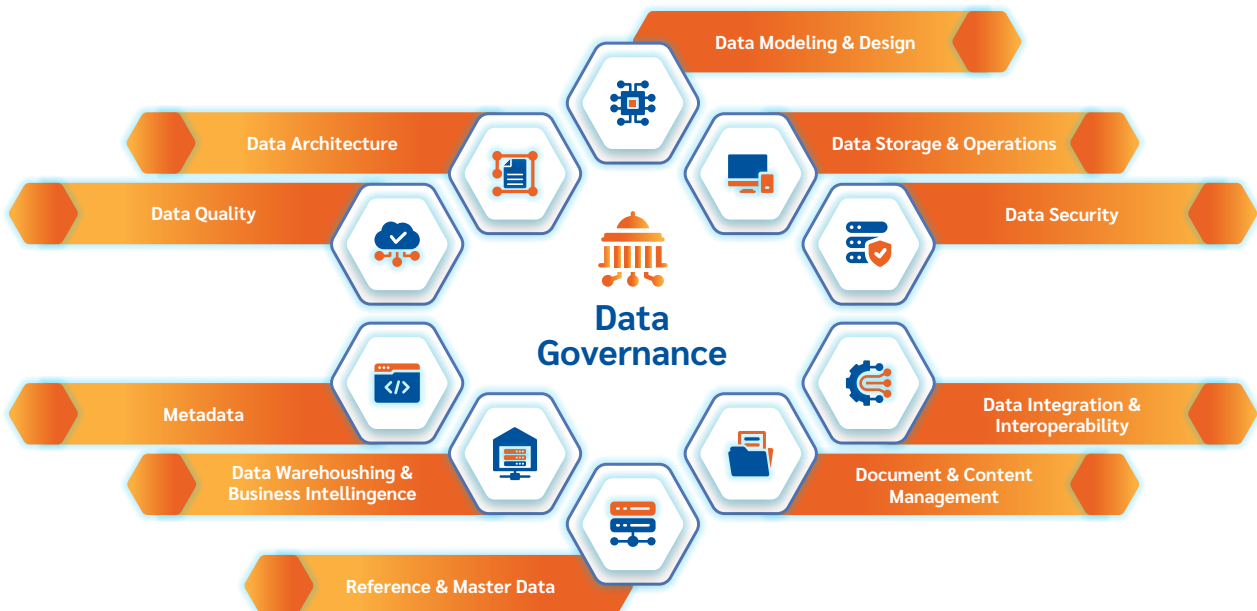 Data Modeling & Design
Data Architecture
Data Storage & Operations
Data Quality
Data Security
Data
Governance
</>
Metadata
Data Integration &
Interoperability
Data Warehoushing &
Business Intellingence
Document & Content
Management
Reference & Master Data